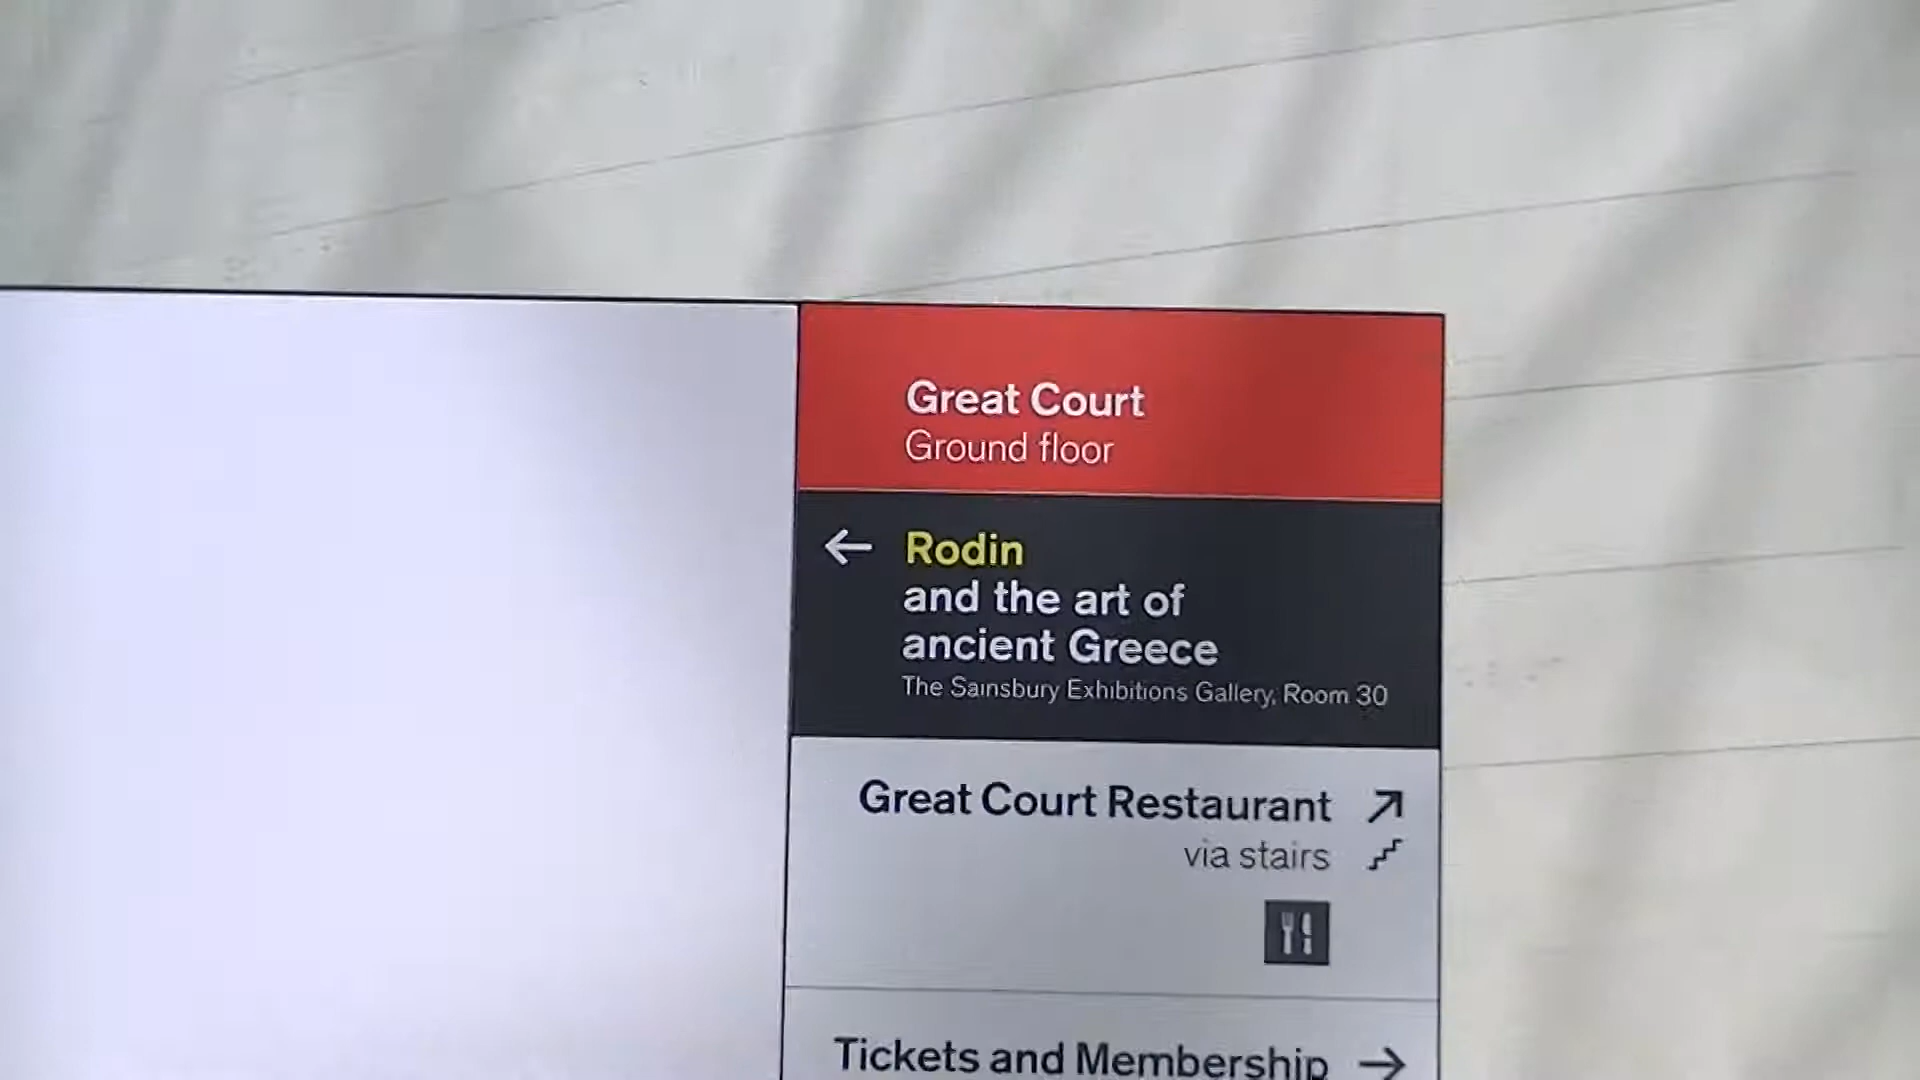 Great Court
Ground floor
Rodin
and the art of
ancient Greece
The Sainsbury Exhibitions Gallery, Room 30
Great Court Restaurant
via stairs
Tickets and Membership